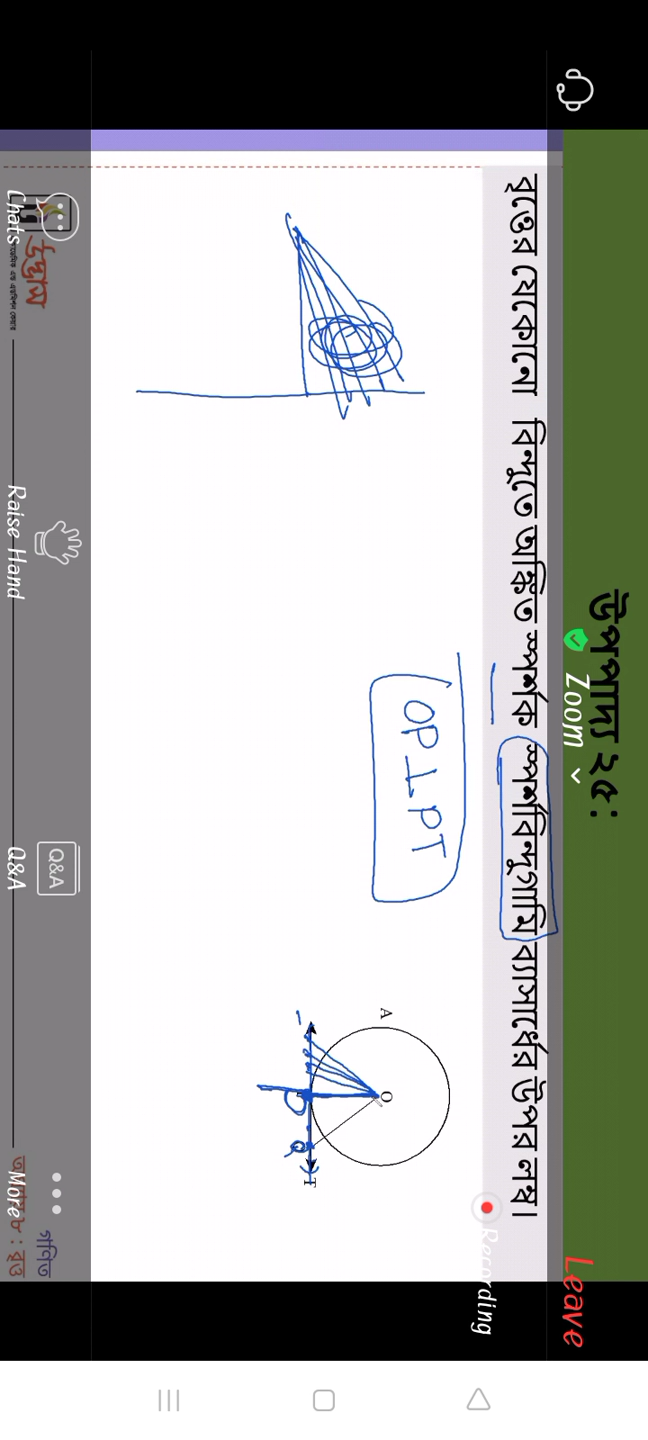 Zoom
Leave
উপপাদ্য ২৫:
বৃত্তের যেকোনো বিন্দুতে অঙ্কিত স্পর্শক স্পর্শবিন্দুগামি ব্যাসার্ধের উপর লম্ব।
Recording
OP⊥PT
A
O
P
Q
T
উদ্ভাস
Chats
Raise Hand
Q&A
Q&A
More
গণিত
: বৃত্ত